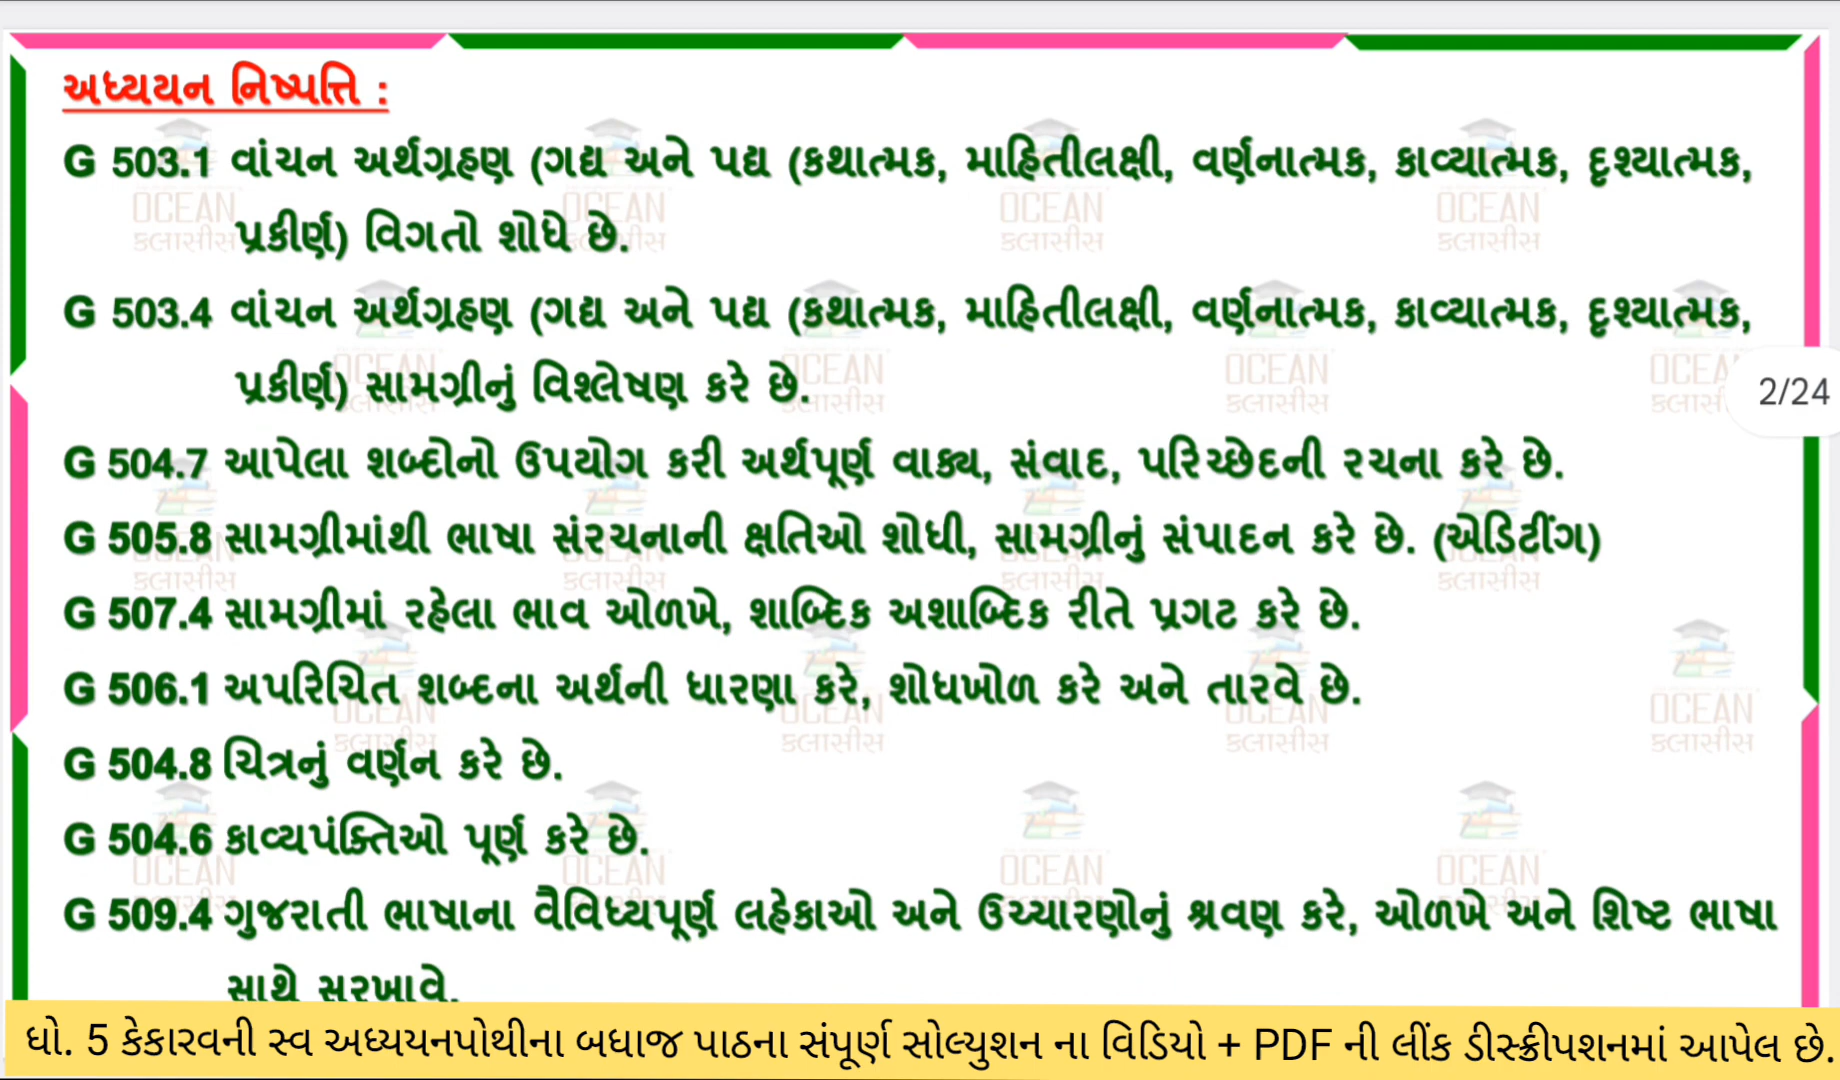 અધ્યયન નિષ્પત્તિ :
G 503.1 વાંચન અર્થગ્રહણ (ગદ્ય અને પદ્ય (કથાત્મક, માહિતીલક્ષી, વર્ણનાત્મક, કાવ્યાત્મક, દૃશ્યાત્મક,
પ્રકીર્ણ) વિગતો શોધે છે.
G 503.4 વાંચન અર્થગ્રહણ (ગદ્ય અને પદ્ય (કથાત્મક, માહિતીલક્ષી, વર્ણનાત્મક, કાવ્યાત્મક, દૃશ્યાત્મક,
પ્રકીર્ણ) સામગ્રીનું વિશ્લેષણ કરે છે.
2/24
G 504.7 આપેલા શબ્દોનો ઉપયોગ કરી અર્થપૂર્ણ વાક્ય, સંવાદ, પરિચ્છેદની રચના કરે છે.
G 505.8 સામગ્રીમાંથી ભાષા સંરચનાની ક્ષતિઓ શોધી, સામગ્રીનું સંપાદન કરે છે. (એડિટીંગ)
G 507.4 સામગ્રીમાં રહેલા ભાવ ઓળખે, શાબ્દિક અશાબ્દિક રીતે પ્રગટ કરે છે.
G 506.1 અપરિચિત શબ્દના અર્થની ધારણા કરે, શોધખોળ કરે અને તારવે છે.
G 504.8 ચિત્રનું વર્ણન કરે છે.
G 504.6 કાવ્યપંક્તિઓ પૂર્ણ કરે છે.
G 509.4 ગુજરાતી ભાષાના વૈવિધ્યપૂર્ણ લહેકાઓ અને ઉચ્ચારણોનું શ્રવણ કરે, ઓળખે અને શિષ્ટ ભાષા
સાથે સરખાવે.
ધો. 5 કેકારવની સ્વ અધ્યયનપોથીના બધાજ પાઠના સંપૂર્ણ સોલ્યુશન ના વિડિયો + PDF ની લીંક ડીસ્ક્રીપશનમાં આપેલ છે.
OCEAN
કલાસીસ